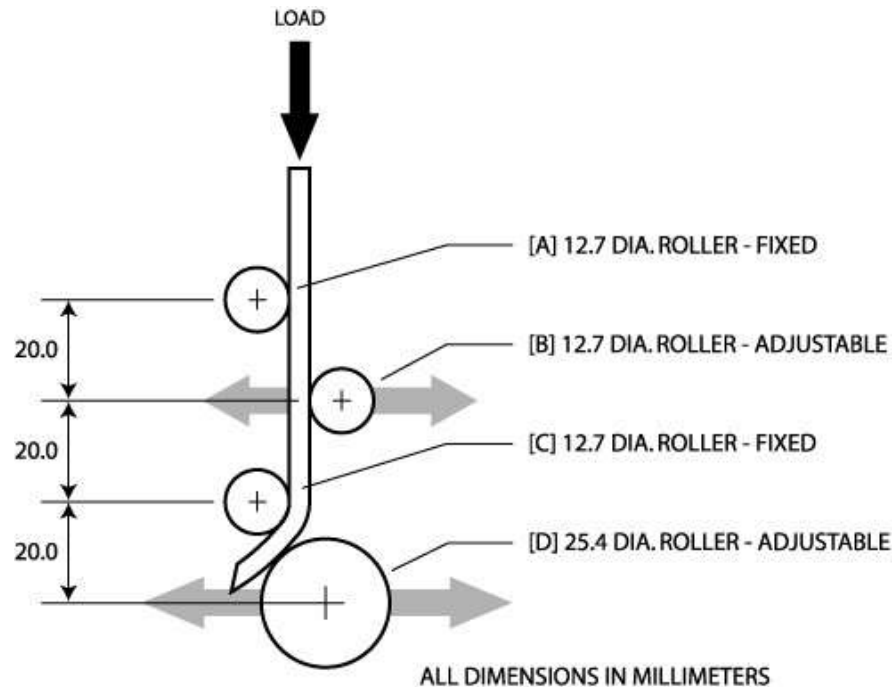 LOAD
[A] 12.7 DIA. ROLLER - FIXED
20.0
[B] 12.7 DIA. ROLLER - ADJUSTABLE
20.0
[C] 12.7 DIA. ROLLER - FIXED
20.0
[D] 25.4 DIA. ROLLER - ADJUSTABLE
ALL DIMENSIONS IN MILLIMETERS